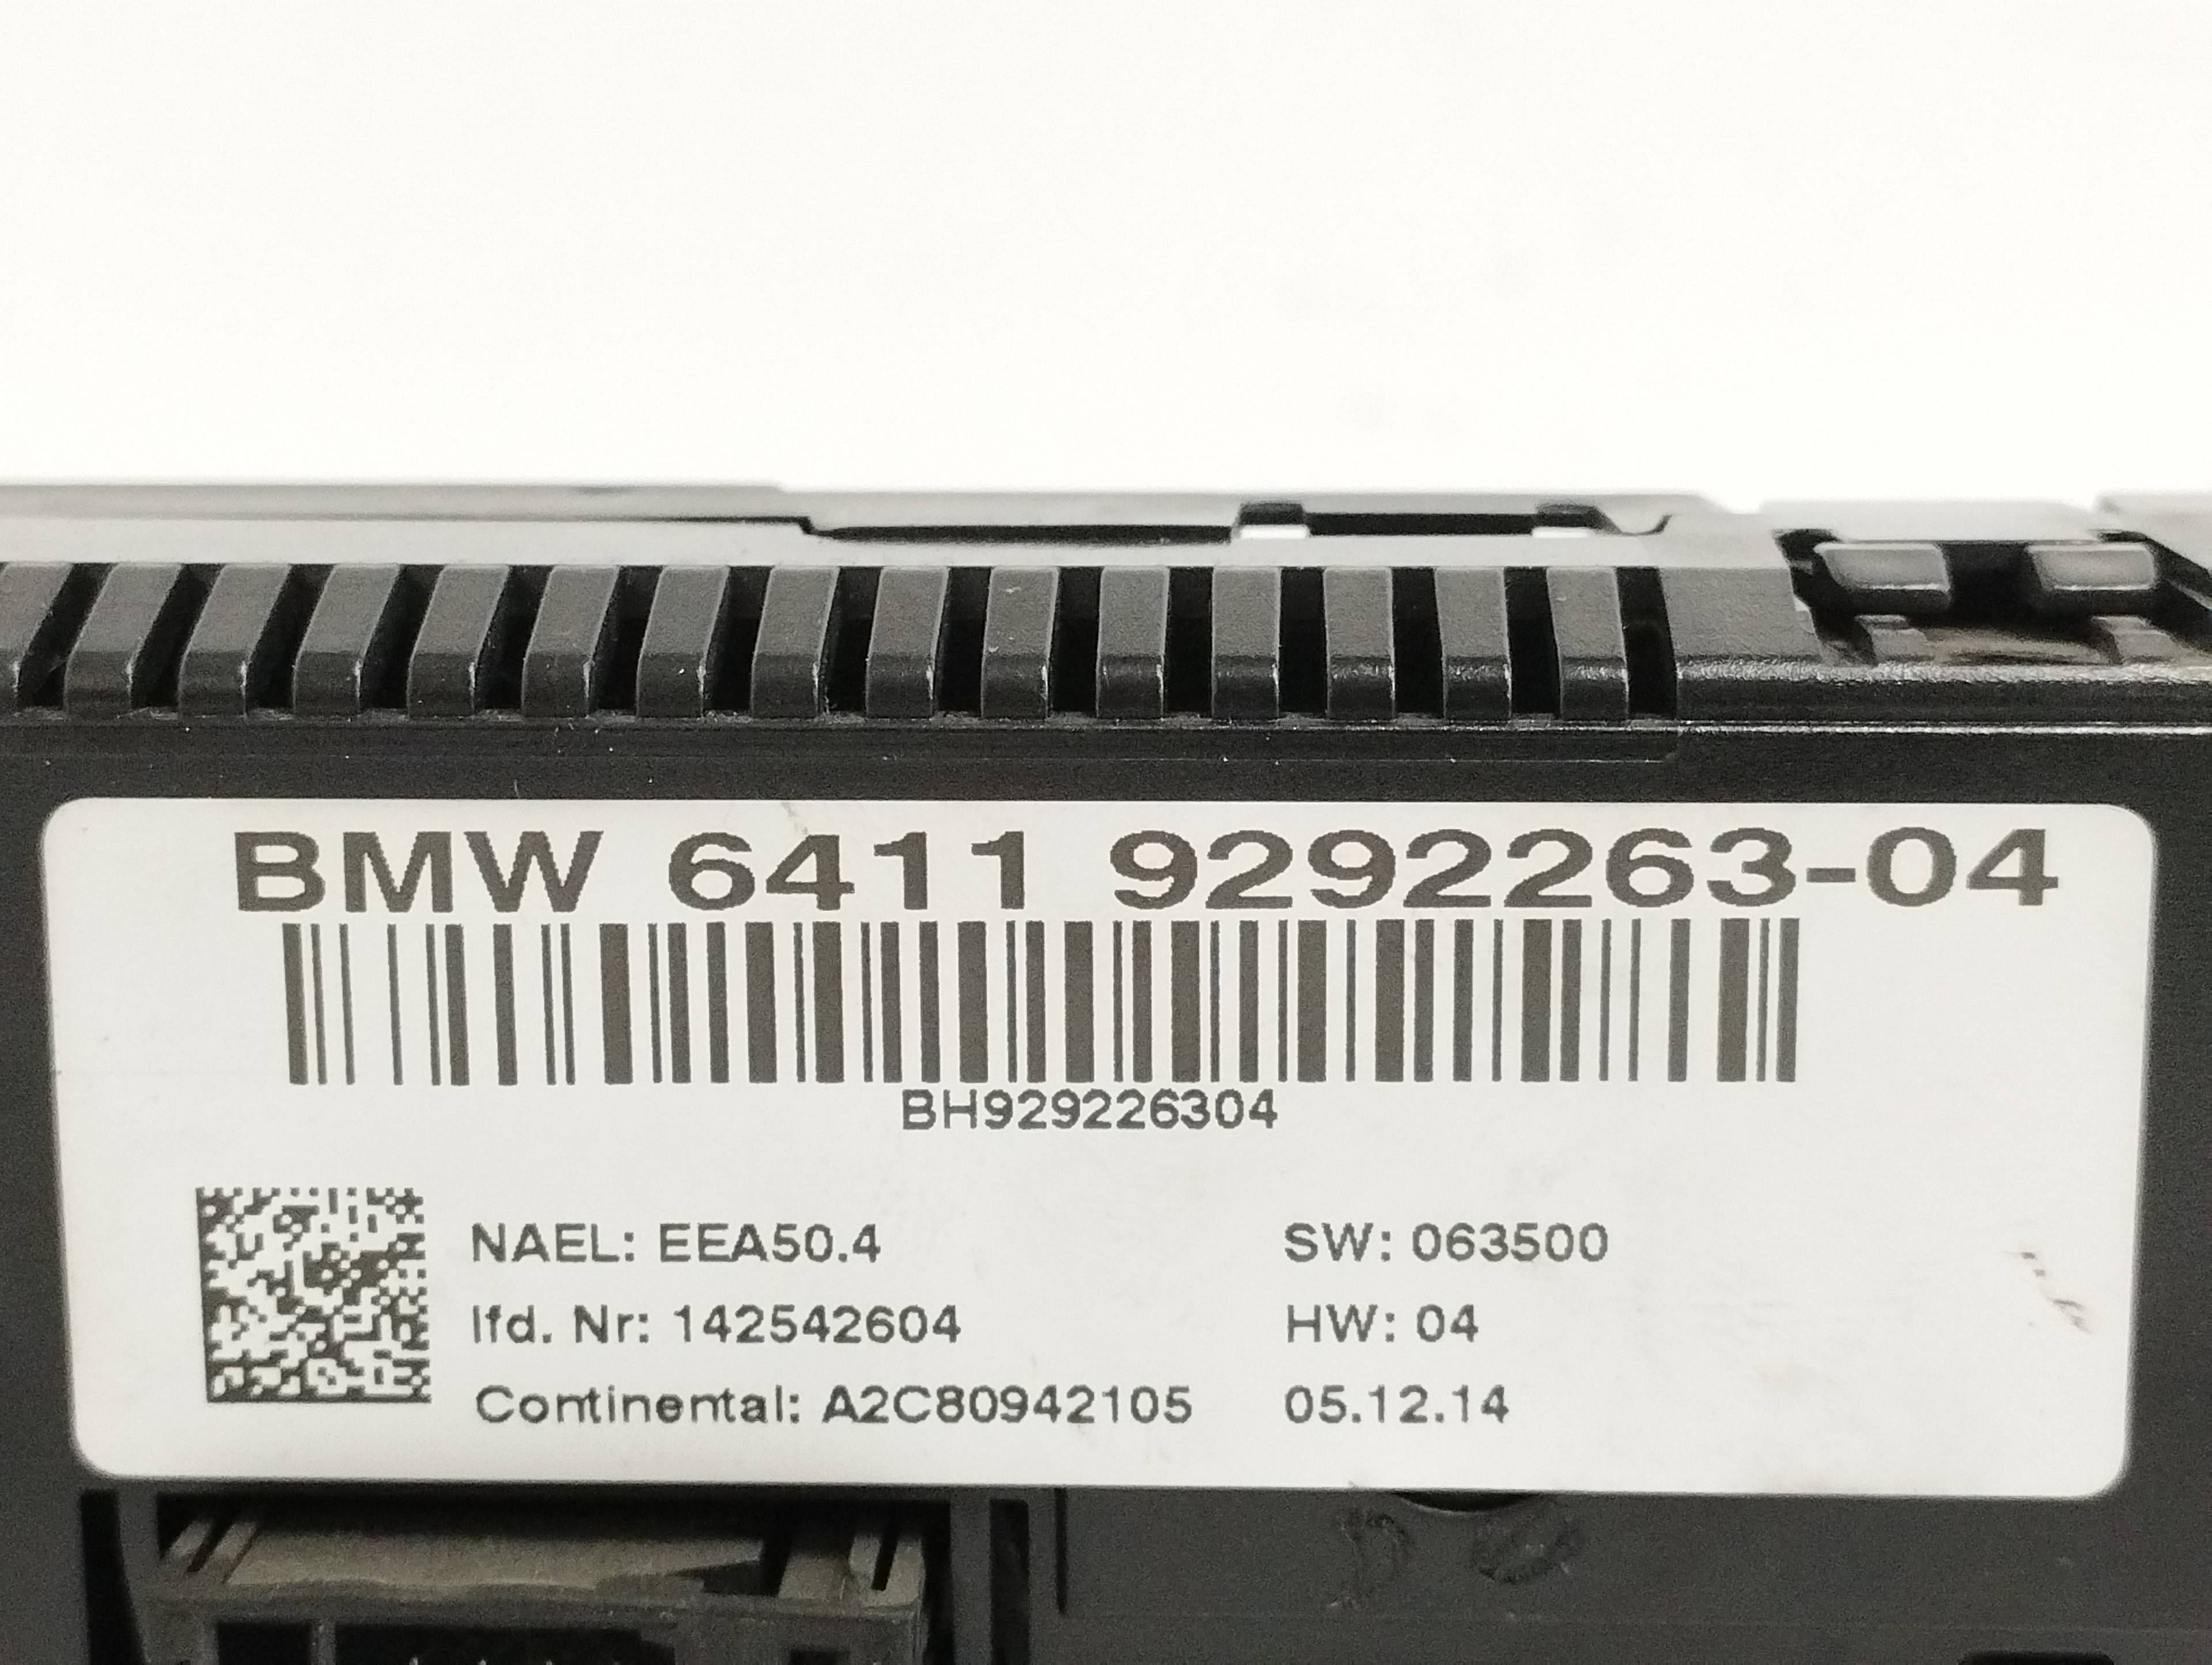 BMW 6411 9292263-04
BH929226304
NAEL: EEA50.4
SW: 063500
lfd. Nr: 142542604
HW: 04
Continental: A2C80942105
05.12.14